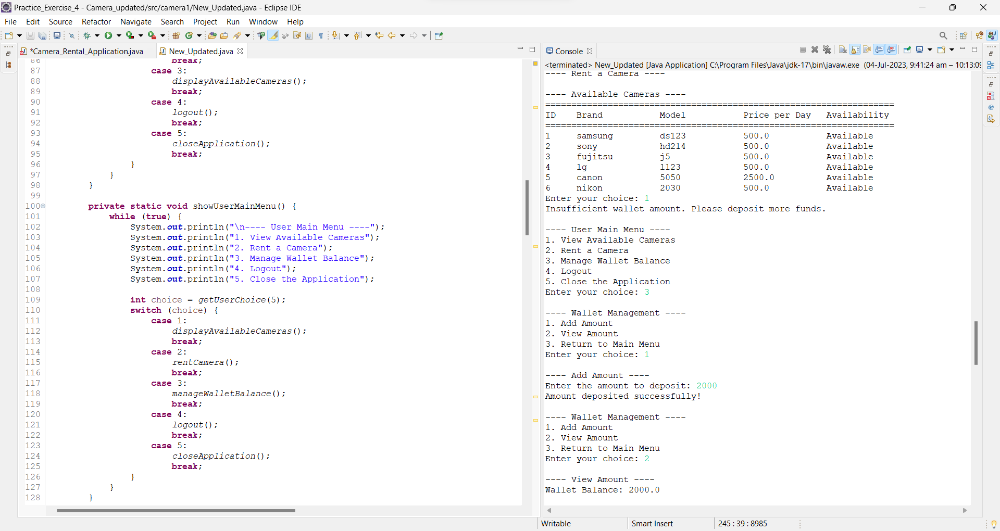 Practice_Exercise_4 - Camera_updated/src/camera1/New_Updated.java - Eclipse IDE
File Edit Source Refactor Navigate Search Project Run Window Help
*Camera_Rental_Application.java
New_Updated.java
86 break;
87 case 3:
88 displayAvailableCameras();
89 break;
90 case 4:
91 logout();
92 break;
93 case 5:
94 closeApplication();
95 break;
96 }
97 }
98 }
99
100 private static void showUserMainMenu() {
101 while (true) {
102 System.out.println("\n---- User Main Menu ----");
103 System.out.println("1. View Available Cameras");
104 System.out.println("2. Rent a Camera");
105 System.out.println("3. Manage Wallet Balance");
106 System.out.println("4. Logout");
107 System.out.println("5. Close the Application");
108
109 int choice = getUserChoice(5);
110 switch (choice) {
111 case 1:
112 displayAvailableCameras();
113 break;
114 case 2:
115 rentCamera();
116 break;
117 case 3:
118 manageWalletBalance();
119 break;
120 case 4:
121 logout();
122 break;
123 case 5:
124 closeApplication();
125 break;
126 }
127 }
128 }
Console
<terminated> New_Updated [Java Application] C:\Program Files\Java\jdk-17\bin\javaw.exe (04-Jul-2023, 9:41:24 am – 10:13:09
---- Rent a Camera ----
---- Available Cameras ----
===================================================================
ID Brand Model Price per Day Availability
===================================================================
1 samsung ds123 500.0 Available
2 sony hd214 500.0 Available
3 fujitsu j5 500.0 Available
4 lg l123 500.0 Available
5 canon 5050 2500.0 Available
6 nikon 2030 500.0 Available
Enter your choice: 1
Insufficient wallet amount. Please deposit more funds.
---- User Main Menu ----
1. View Available Cameras
2. Rent a Camera
3. Manage Wallet Balance
4. Logout
5. Close the Application
Enter your choice: 3
---- Wallet Management ----
1. Add Amount
2. View Amount
3. Return to Main Menu
Enter your choice: 1
---- Add Amount ----
Enter the amount to deposit: 2000
Amount deposited successfully!
---- Wallet Management ----
1. Add Amount
2. View Amount
3. Return to Main Menu
Enter your choice: 2
---- View Amount ----
Wallet Balance: 2000.0
Writable
Smart Insert
245 : 39 : 8985